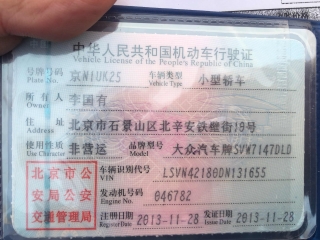 中华人民共和国机动车行驶证
Vehicle License of the People's Republic of China
号牌号码 京N1UK25 车辆类型 小型轿车
Plate No. Vehicle Type
所有人 李国有
Owner
住址 北京市石景山区北辛安铁壁街19号
Address
使用性质 非营运 品牌型号 大众汽车牌SVW7147DLD
Use Character Model
北京市公 车辆识别代号 LSVN42180DN131655
安局公安 VIN
交通管理局 发动机号码 046782
Engine No.
注册日期 2013-11-28 发证日期 2013-11-28
Register Date Issue Date